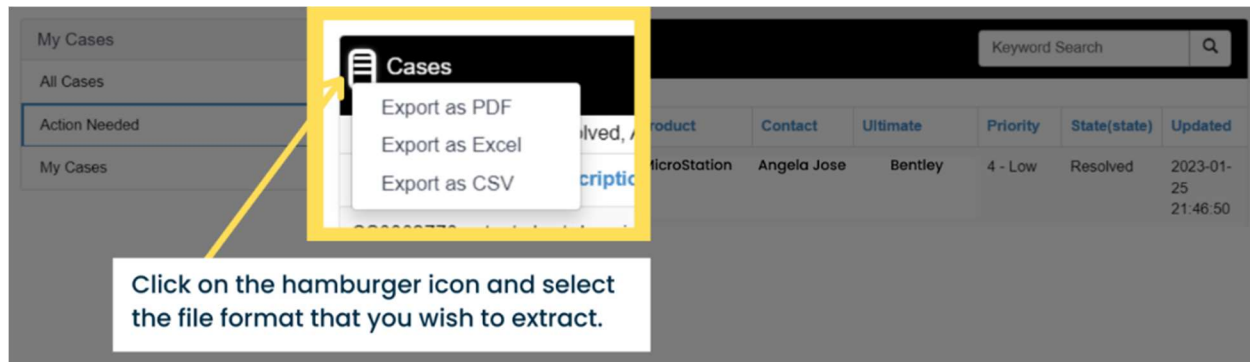 My Cases
All Cases
Action Needed
My Cases
Cases
Export as PDF
Export as Excel
Export as CSV
Keyword Search
Product Contact Ultimate Priority State(state) Updated
MicroStation Angela Jose Bentley 4 - Low Resolved 2023-01-
25
21:46:50
Click on the hamburger icon and select
the file format that you wish to extract.